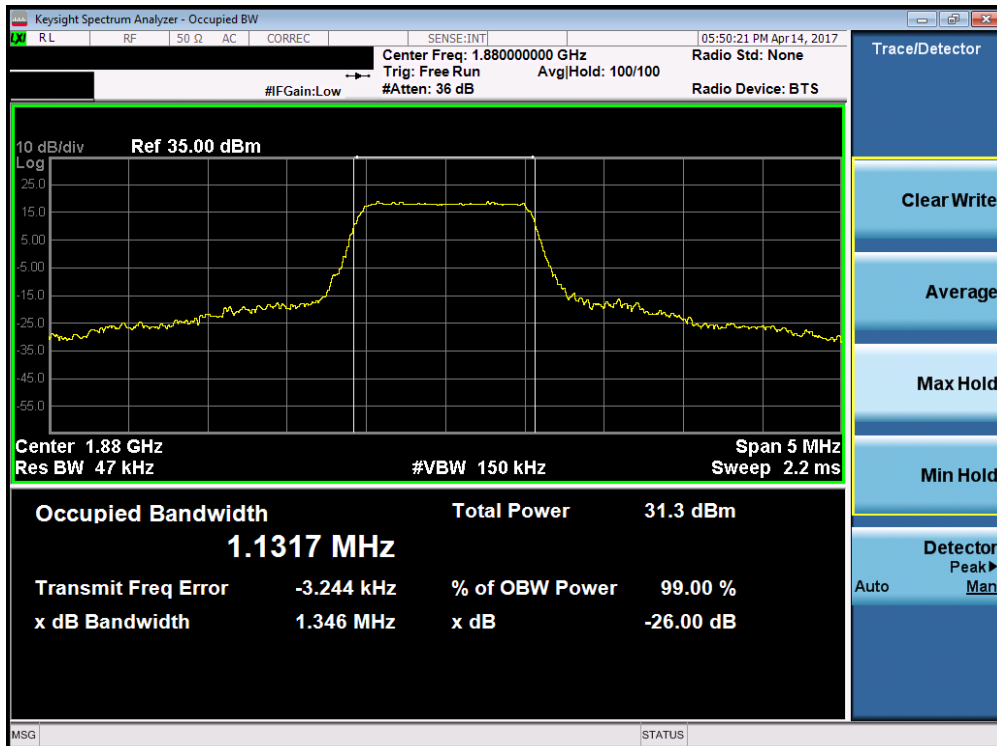 Keysight Spectrum Analyzer - Occupied BW
LXI RL RF 50 Ω AC CORREC SENSE:INT 05:50:21 PM Apr 14, 2017
Center Freq: 1.880000000 GHz Radio Std: None
Trig: Free Run Avg|Hold: 100/100
#IFGain:Low #Atten: 36 dB Radio Device: BTS
10 dB/div Ref 35.00 dBm
Log
25.0
15.0
5.00
-5.00
-15.0
-25.0
-35.0
-45.0
-55.0
Center 1.88 GHz Span 5 MHz
Res BW 47 kHz #VBW 150 kHz Sweep 2.2 ms
Occupied Bandwidth Total Power 31.3 dBm
1.1317 MHz
Transmit Freq Error -3.244 kHz % of OBW Power 99.00 %
x dB Bandwidth 1.346 MHz x dB -26.00 dB
MSG STATUS
Trace/Detector
Clear Write
Average
Max Hold
Min Hold
Detector
Peak▶
Auto Man